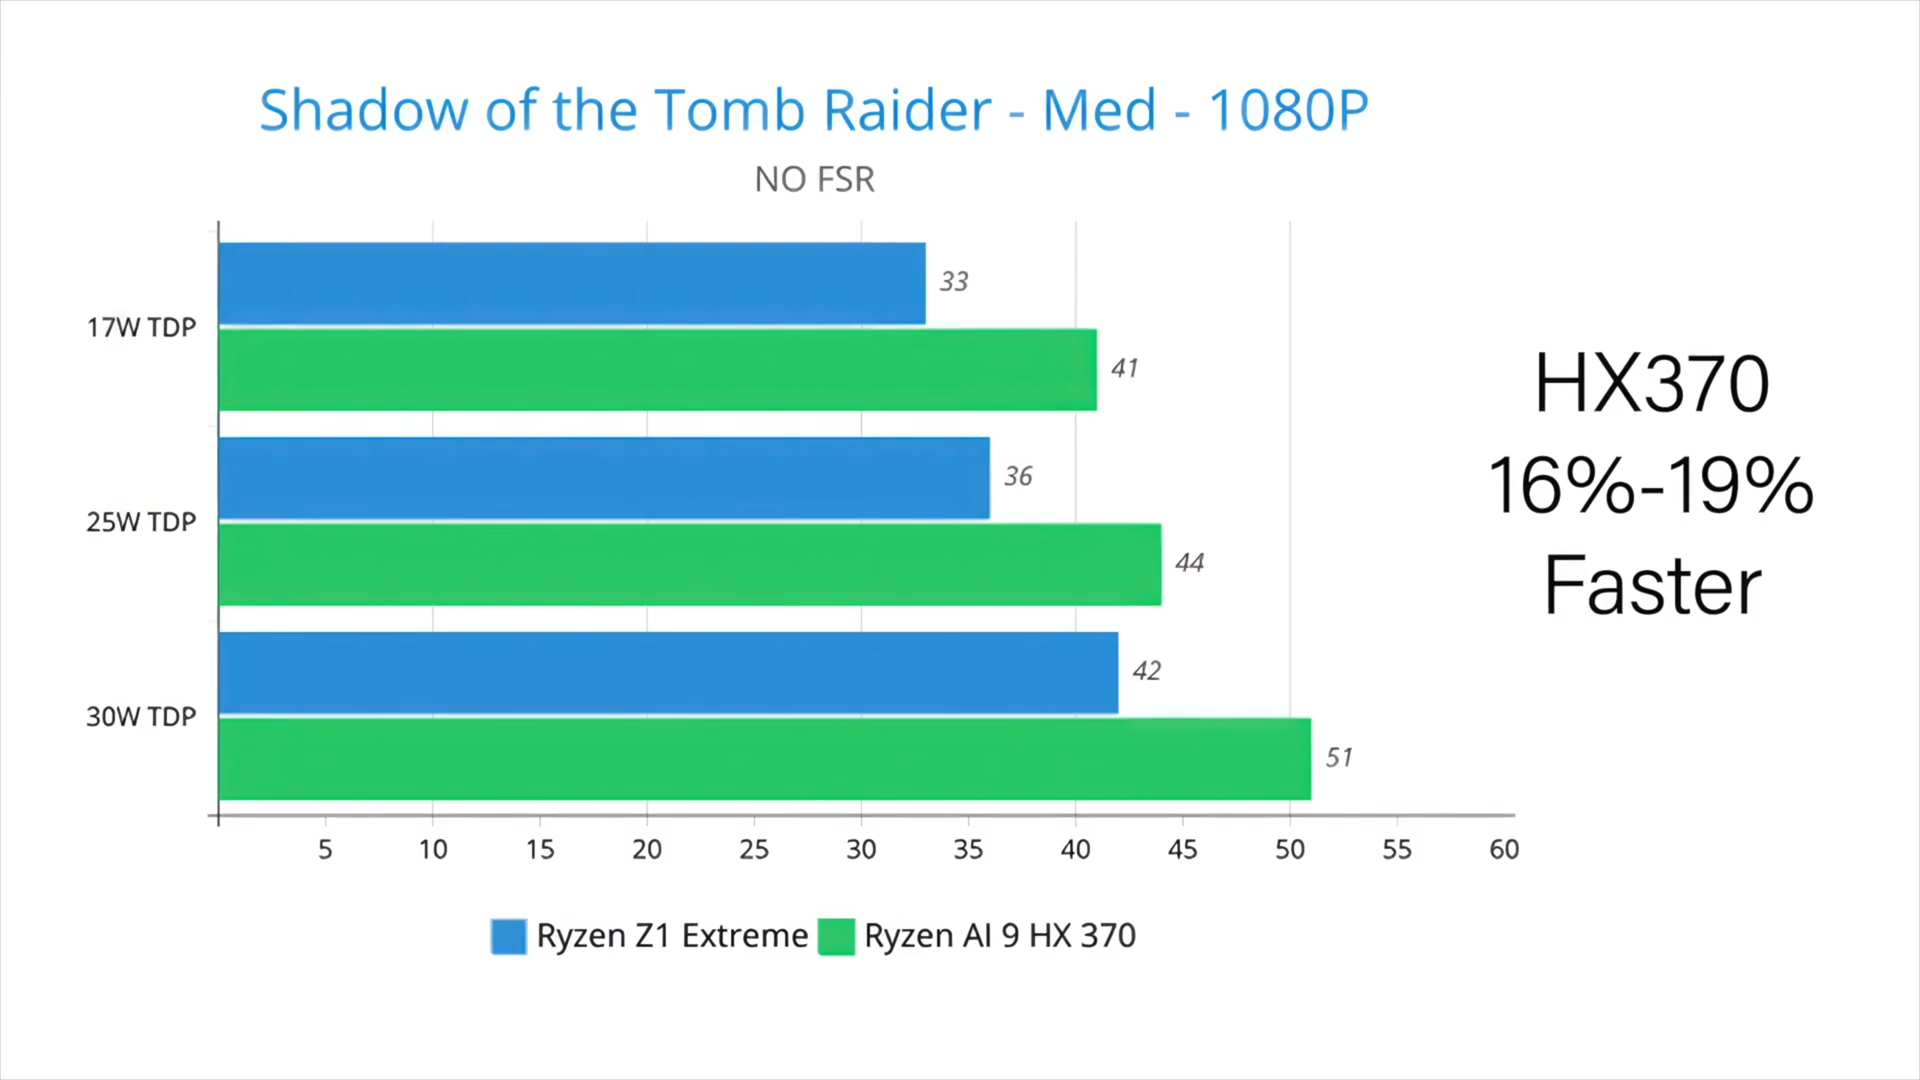 Shadow of the Tomb Raider - Med - 1080P
NO FSR
17W TDP
33
41
25W TDP
36
44
30W TDP
42
51
5 10 15 20 25 30 35 40 45 50 55 60
Ryzen Z1 Extreme Ryzen AI 9 HX 370
HX370
16%-19%
Faster